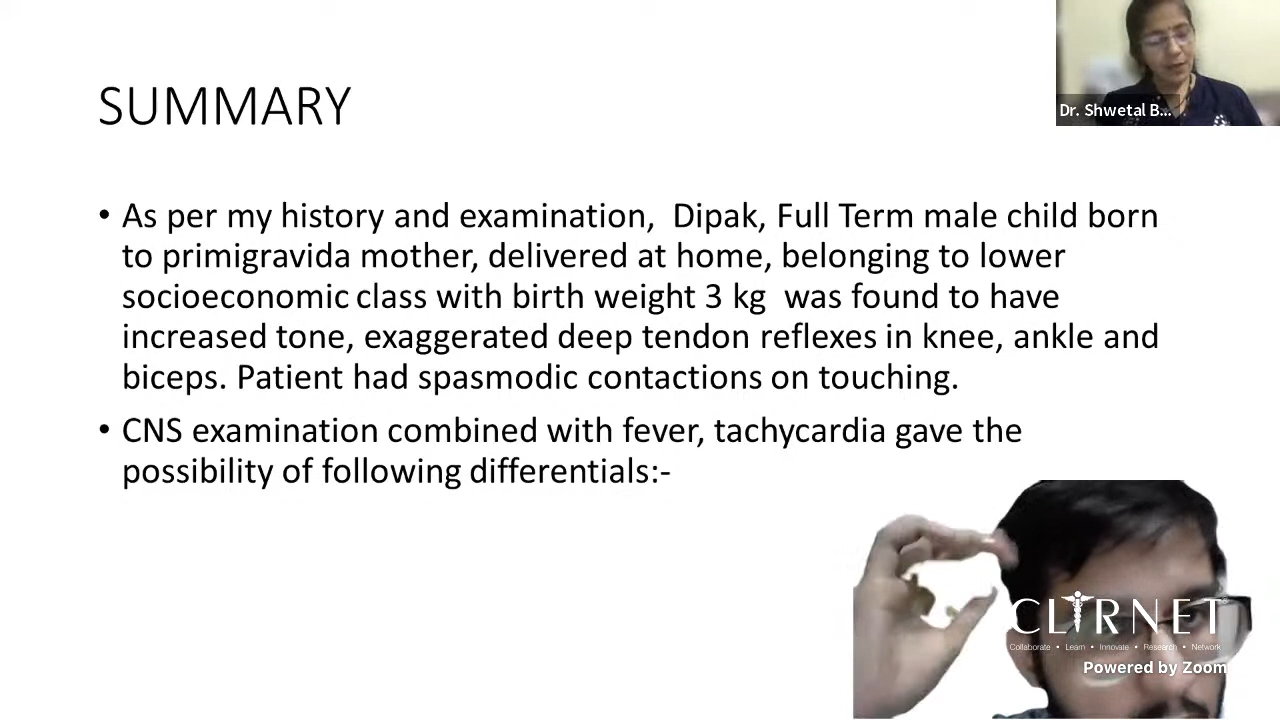 Dr. Shwetal B...
SUMMARY
• As per my history and examination, Dipak, Full Term male child born
to primigravida mother, delivered at home, belonging to lower
socioeconomic class with birth weight 3 kg was found to have
increased tone, exaggerated deep tendon reflexes in knee, ankle and
biceps. Patient had spasmodic contactions on touching.
• CNS examination combined with fever, tachycardia gave the
possibility of following differentials:-
CLIRNET
Collaborate • Learn • Innovate • Research • Network
Powered by Zoom